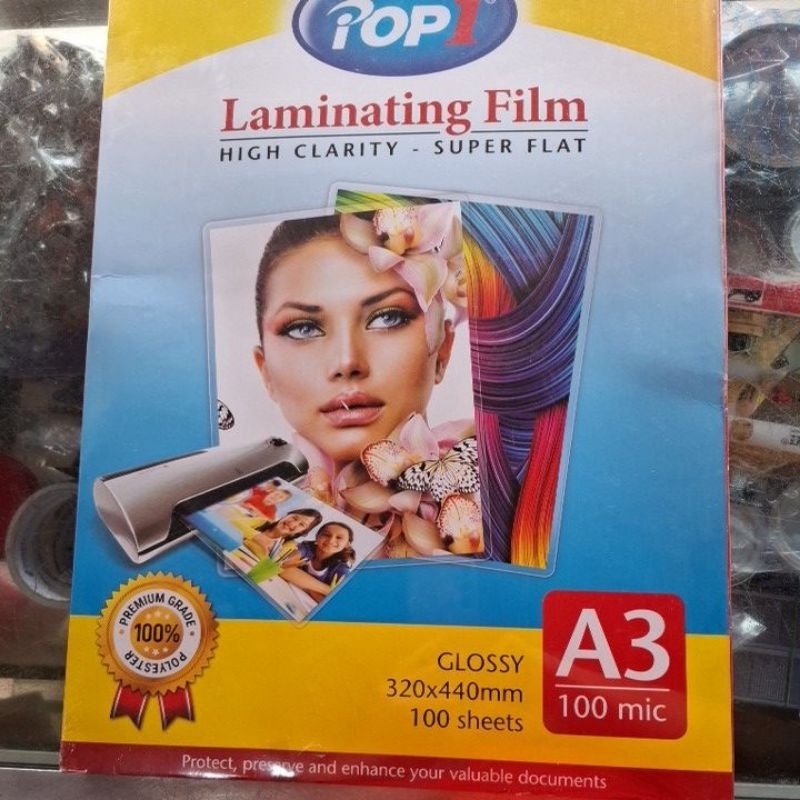 POP1
Laminating Film
HIGH CLARITY - SUPER FLAT
PREMIUM GRADE
100%
POLYESTER
GLOSSY
320x440mm
100 sheets
A3
100 mic
Protect, preserve and enhance your valuable documents